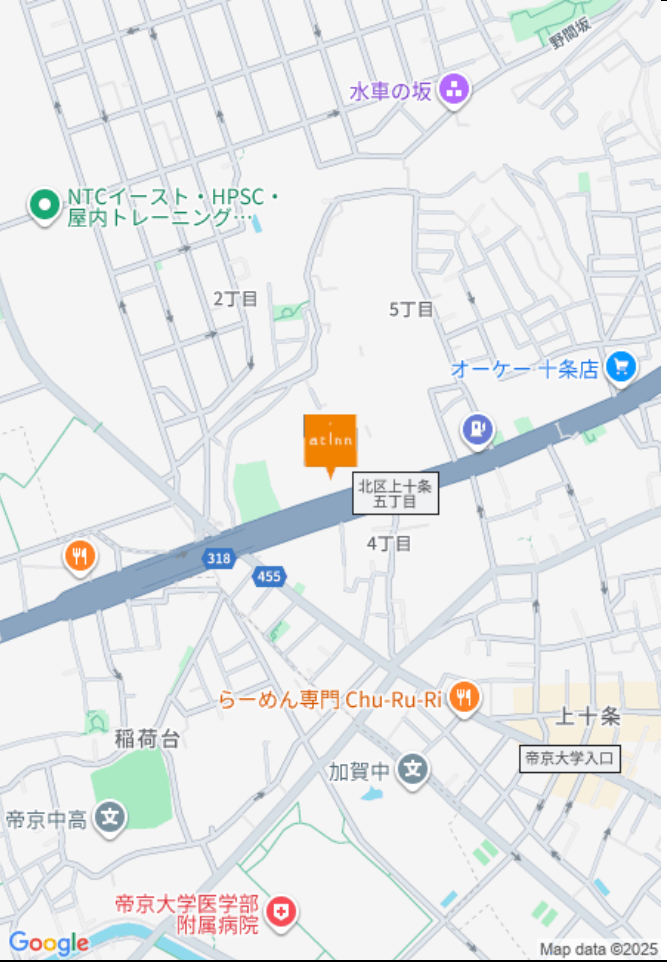 野間坂
水車の坂
NTCイースト・HPSC・
屋内トレーニング…
2丁目
5丁目
オーケー 十条店
at Inn
北区上十条
五丁目
4丁目
318
455
らーめん専門 Chu-Ru-Ri
上十条
稲荷台
帝京大学入口
加賀中
文
帝京中高
文
帝京大学医学部
附属病院
Google
Map data ©2025